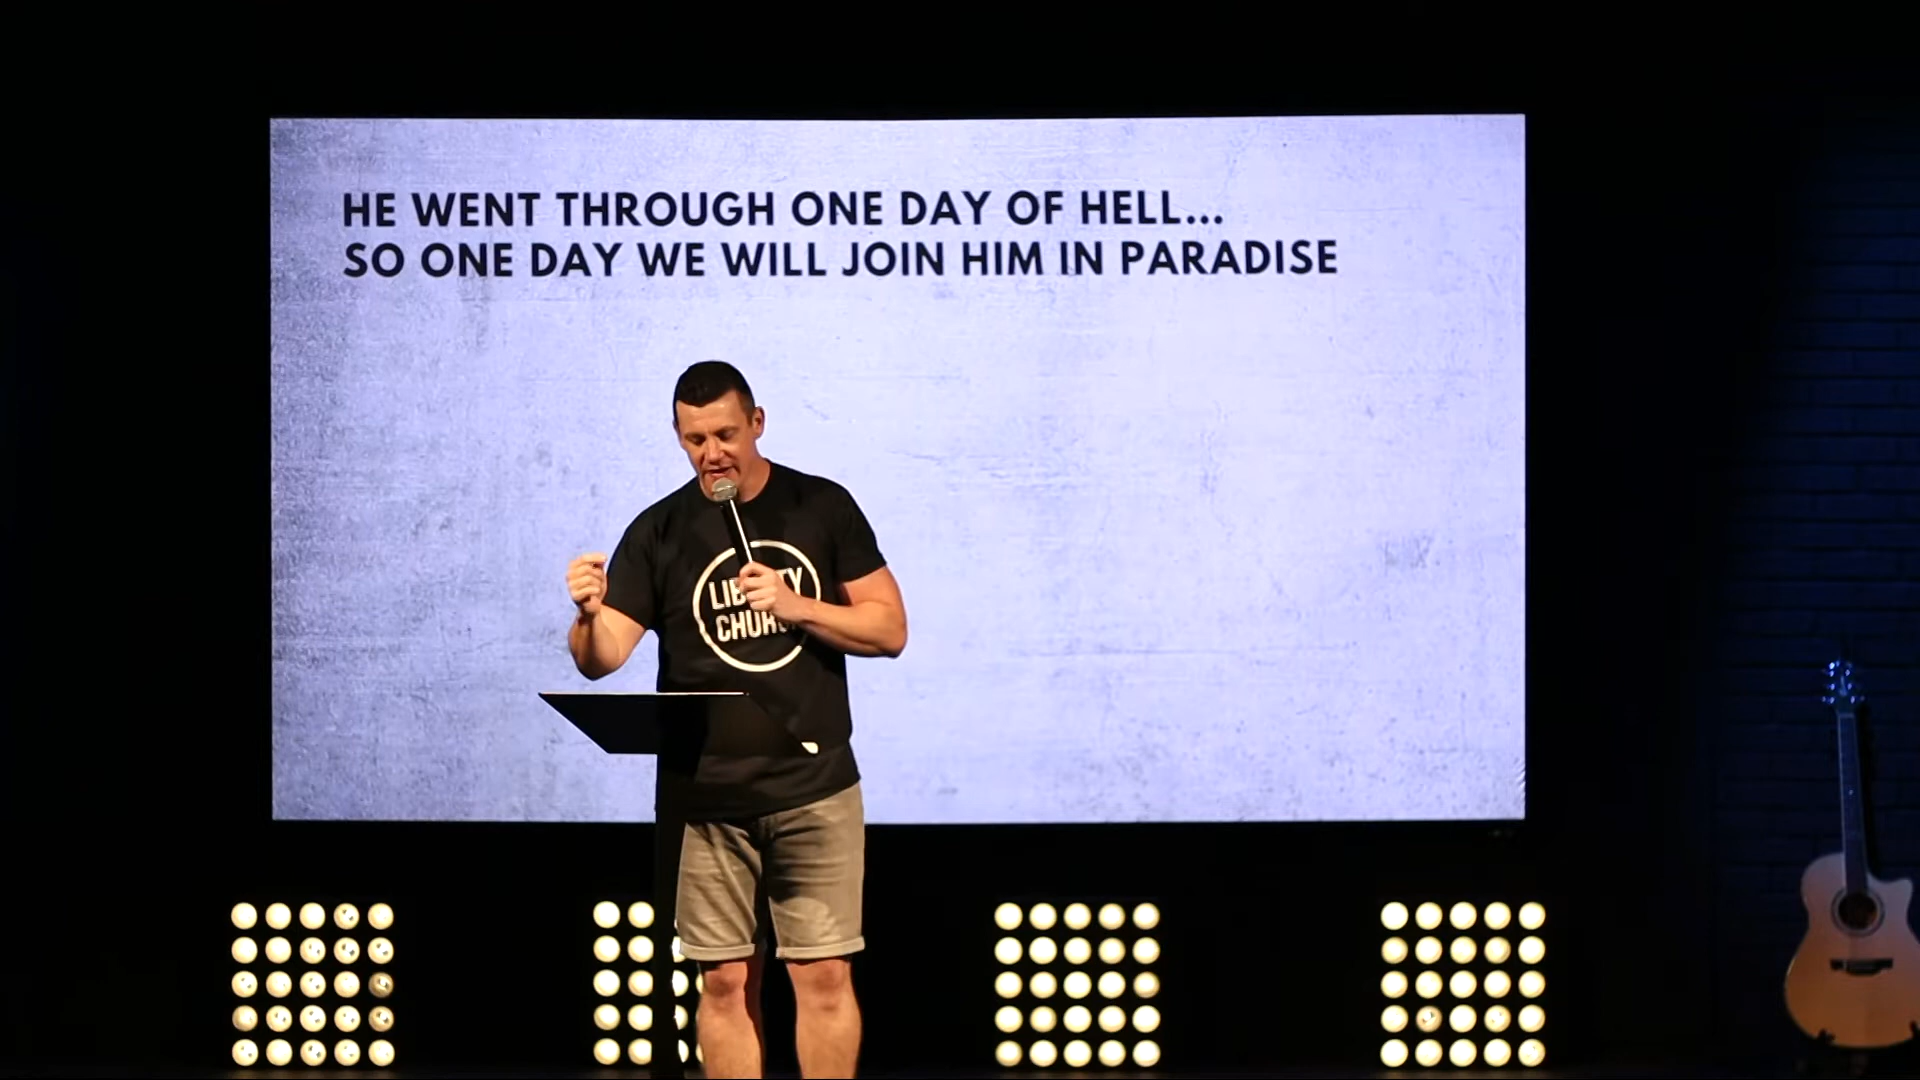 HE WENT THROUGH ONE DAY OF HELL...
SO ONE DAY WE WILL JOIN HIM IN PARADISE